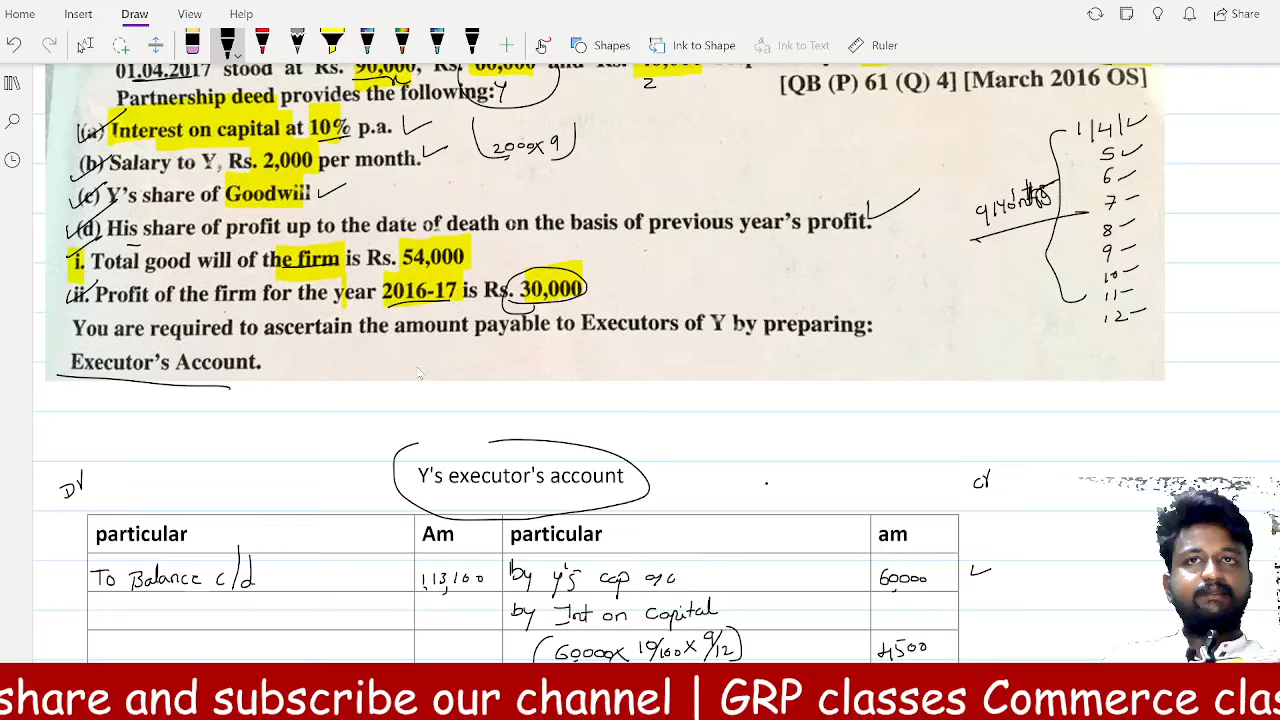 Home Insert Draw View Help Share
Shapes Ink to Shape Ink to Text Ruler
01.04.2017 stood at Rs. 90,000, Rs. 60,000 and Rs.
Partnership deed provides the following: Y Z [QB (P) 61 (Q) 4] [March 2016 OS]
(a) Interest on capital at 10% p.a.
(b) Salary to Y, Rs. 2,000 per month. (2000x9)
(c) Y's share of Goodwill
(d) His share of profit up to the date of death on the basis of previous year's profit.
i. Total good will of the firm is Rs. 54,000
ii. Profit of the firm for the year 2016-17 is Rs. 30,000
You are required to ascertain the amount payable to Executors of Y by preparing:
Executor's Account.
9 Months
1/4/
5
6
7
8
9
10
11
12
Y's executor's account
Dr Cr
particular Am particular am
To Balance c/d 1,13,100 by Y's cap a/c 60000
by Int on capital
(60000x 10/100 x 9/12) 4500
share and subscribe our channel | GRP classes Commerce clas